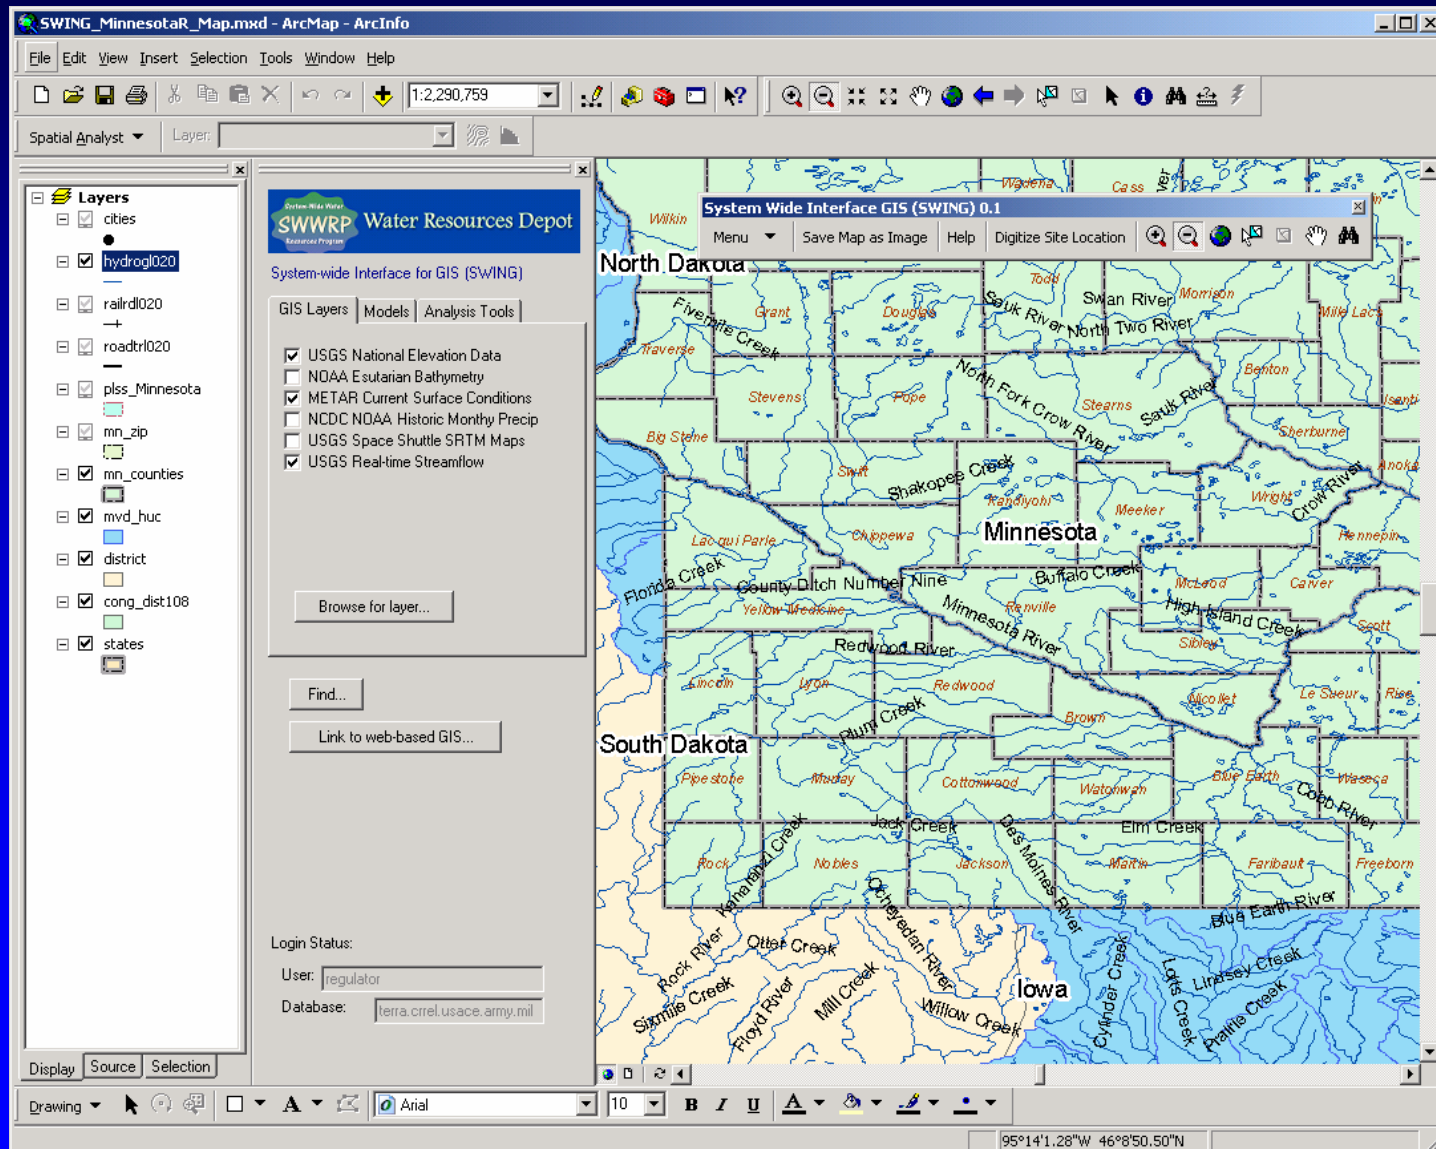 SWING_MinnesotaR_Map.mxd - ArcMap - ArcInfo
File Edit View Insert Selection Tools Window Help
1:2,290,759
Spatial Analyst Layer:
Layers
cities
hydrogl020
railrdl020
roadtrl020
plss_Minnesota
mn_zip
mn_counties
mvd_huc
district
cong_dist108
states
Display Source Selection
System-Wide Water
SWWRP
Resources Program
Water Resources Depot
System-wide Interface for GIS (SWING)
GIS Layers Models Analysis Tools
USGS National Elevation Data
NOAA Esutarian Bathymetry
METAR Current Surface Conditions
NCDC NOAA Historic Monthy Precip
USGS Space Shuttle SRTM Maps
USGS Real-time Streamflow
Browse for layer...
Find...
Link to web-based GIS...
Login Status:
User: regulator
Database: terra.crrel.usace.army.mil
System Wide Interface GIS (SWING) 0.1
Menu Save Map as Image Help Digitize Site Location
Wadena
Cass
Wilkin
North Dakota
Todd
Morrison
Swan River
Grant
Douglas
Sauk River
North Two River
Mille Lacs
Fivemile Creek
Traverse
Benton
Stevens
Pope
North Fork Crow River
Stearns
Sauk River
Isanti
Big Stone
Sherburne
Swift
Shakopee Creek
Kandiyohi
Meeker
Wright
Crow River
Anoka
Lac qui Parle
Chippewa
Minnesota
Hennepin
Florida Creek
County Ditch Number Nine
Buffalo Creek
McLeod
Carver
Yellow Medicine
Minnesota River
Renville
High Island Creek
Scott
Redwood River
Sibley
Lincoln
Lyon
Redwood
Nicollet
Le Sueur
Rice
Plum Creek
Brown
South Dakota
Pipestone
Murray
Cottonwood
Watonwan
Blue Earth
Waseca
Cobb River
Jack Creek
Des Moines River
Elm Creek
Rock
Kanaranzi Creek
Nobles
Jackson
Martin
Faribault
Freeborn
Ocheyedan River
Blue Earth River
Rock River
Otter Creek
Sixmile Creek
Floyd River
Mill Creek
Willow Creek
Iowa
Cylinder Creek
Lotts Creek
Lindsey Creek
Prairie Creek
Drawing A Arial 10 B I U A
95°14'1.28"W 46°8'50.50"N